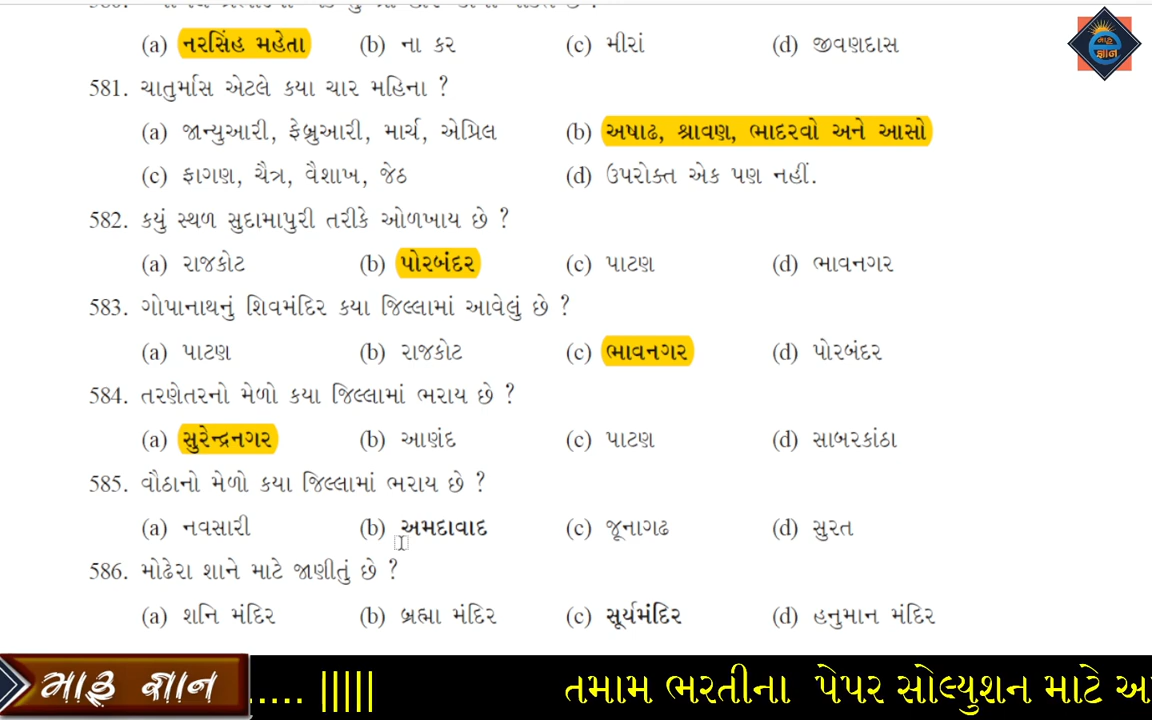 (a) નરસિંહ મહેતા (b) ના કર (c) મીરાં (d) જીવણદાસ
581. ચાતુર્માસ એટલે કયા ચાર મહિના ?
(a) જાન્યુઆરી, ફેબ્રુઆરી, માર્ચ, એપ્રિલ (b) અષાઢ, શ્રાવણ, ભાદરવો અને આસો
(c) ફાગણ, ચૈત્ર, વૈશાખ, જેઠ (d) ઉપરોક્ત એક પણ નહીં.
582. કયું સ્થળ સુદામાપુરી તરીકે ઓળખાય છે ?
(a) રાજકોટ (b) પોરબંદર (c) પાટણ (d) ભાવનગર
583. ગોપાનાથનું શિવમંદિર કયા જિલ્લામાં આવેલું છે ?
(a) પાટણ (b) રાજકોટ (c) ભાવનગર (d) પોરબંદર
584. તરણેતરનો મેળો કયા જિલ્લામાં ભરાય છે ?
(a) સુરેન્દ્રનગર (b) આણંદ (c) પાટણ (d) સાબરકાંઠા
585. વૌઠાનો મેળો કયા જિલ્લામાં ભરાય છે ?
(a) નવસારી (b) અમદાવાદ (c) જૂનાગઢ (d) સુરત
586. મોઢેરા શાને માટે જાણીતું છે ?
(a) શનિ મંદિર (b) બ્રહ્મા મંદિર (c) સૂર્યમંદિર (d) હનુમાન મંદિર
મારૂ જ્ઞાન ..... ||||| તમામ ભરતીના પેપર સોલ્યુશન માટે